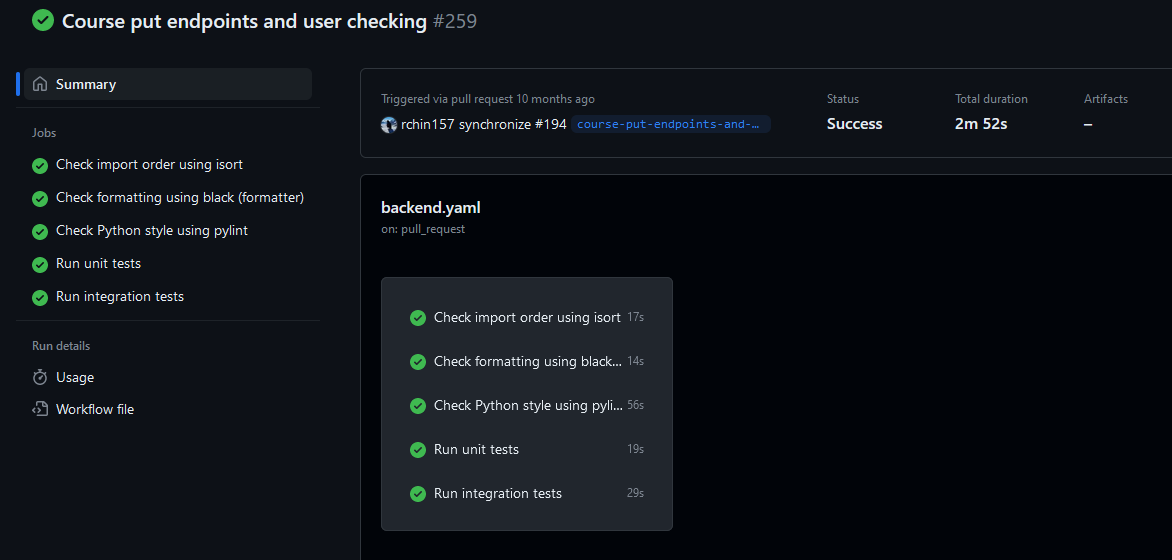 Course put endpoints and user checking #259
Summary
Jobs
Check import order using isort
Check formatting using black (formatter)
Check Python style using pylint
Run unit tests
Run integration tests
Run details
Usage
Workflow file
Triggered via pull request 10 months ago
rchin157 synchronize #194 course-put-endpoints-and-…
Status
Success
Total duration
2m 52s
Artifacts
–
backend.yaml
on: pull_request
Check import order using isort 17s
Check formatting using black... 14s
Check Python style using pyli... 56s
Run unit tests 19s
Run integration tests 29s